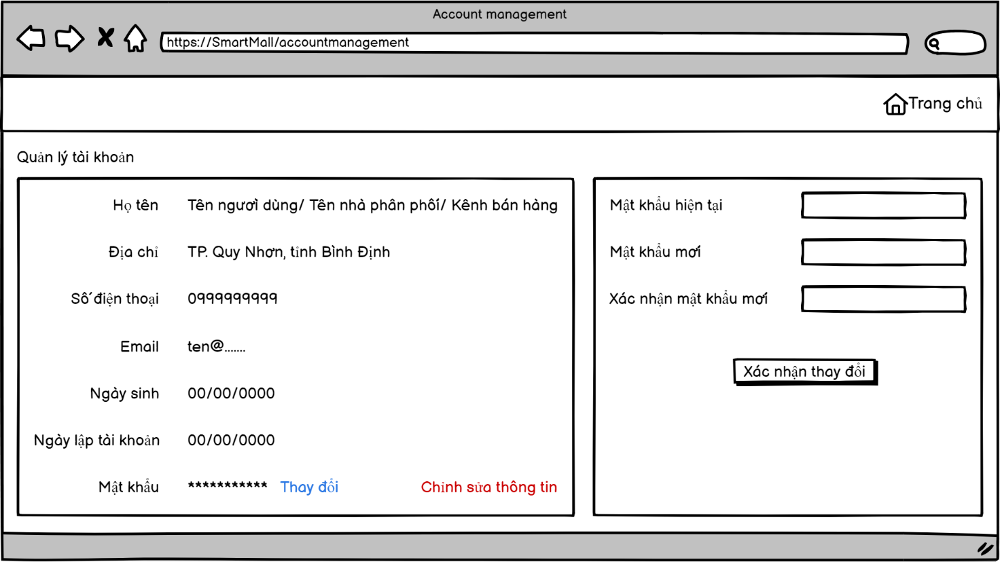 Account management
https://SmartMall/accountmanagement
Trang chủ
Quản lý tài khoản
Họ tên Tên người dùng/ Tên nhà phân phối/ Kênh bán hàng
Địa chỉ TP. Quy Nhơn, tỉnh Bình Định
Số điện thoại 0999999999
Email ten@.......
Ngày sinh 00/00/0000
Ngày lập tài khoản 00/00/0000
Mật khẩu *********** Thay đổi Chỉnh sửa thông tin
Mật khẩu hiện tại
Mật khẩu mới
Xác nhận mật khẩu mới
Xác nhận thay đổi